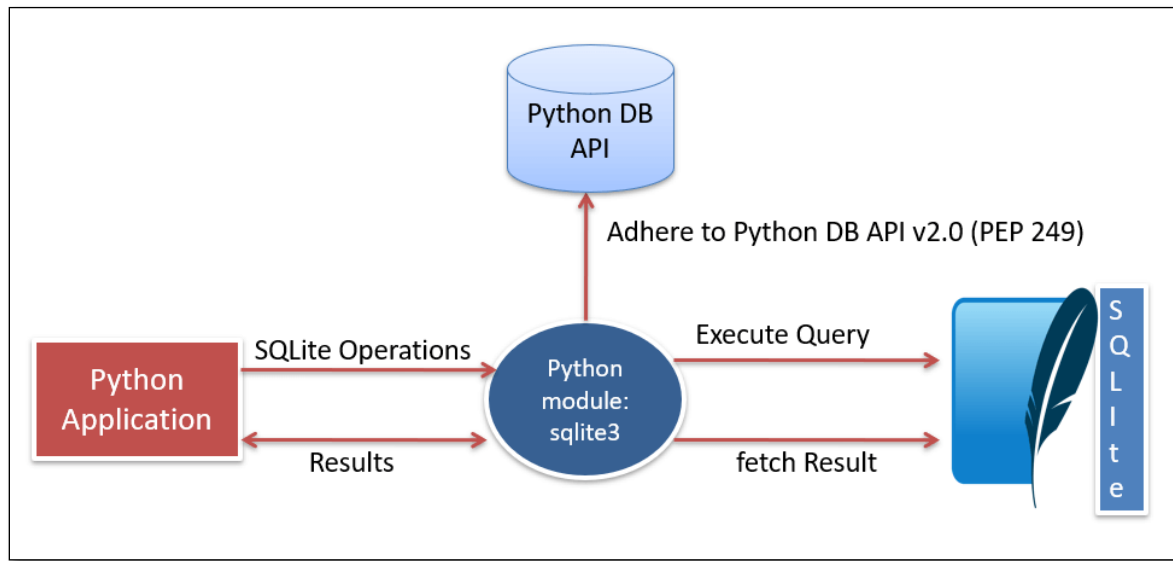 Python DB
API
Adhere to Python DB API v2.0 (PEP 249)
SQLite Operations
Execute Query
Python
Application
Python
module:
sqlite3
Results
fetch Result
S
Q
L
I
t
e